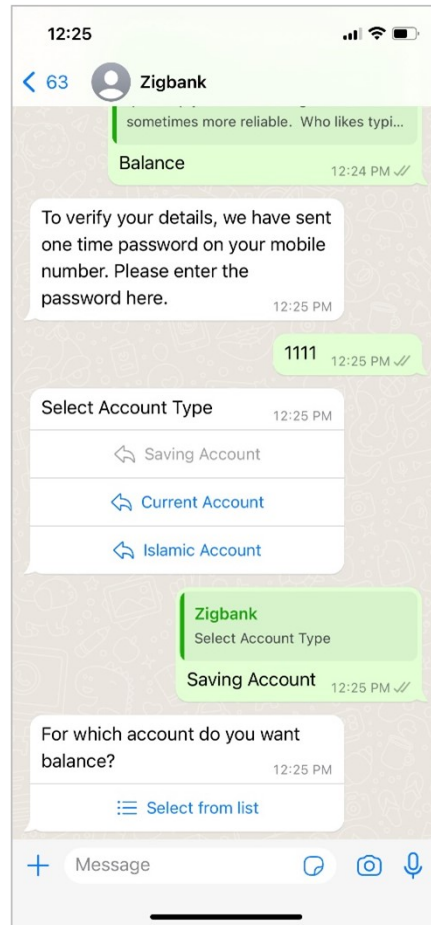 12:25
63 Zigbank
sometimes more reliable. Who likes typi...
Balance
12:24 PM
To verify your details, we have sent
one time password on your mobile
number. Please enter the
password here.
12:25 PM
1111 12:25 PM
Select Account Type 12:25 PM
Saving Account
Current Account
Islamic Account
Zigbank
Select Account Type
Saving Account 12:25 PM
For which account do you want
balance?
12:25 PM
Select from list
Message